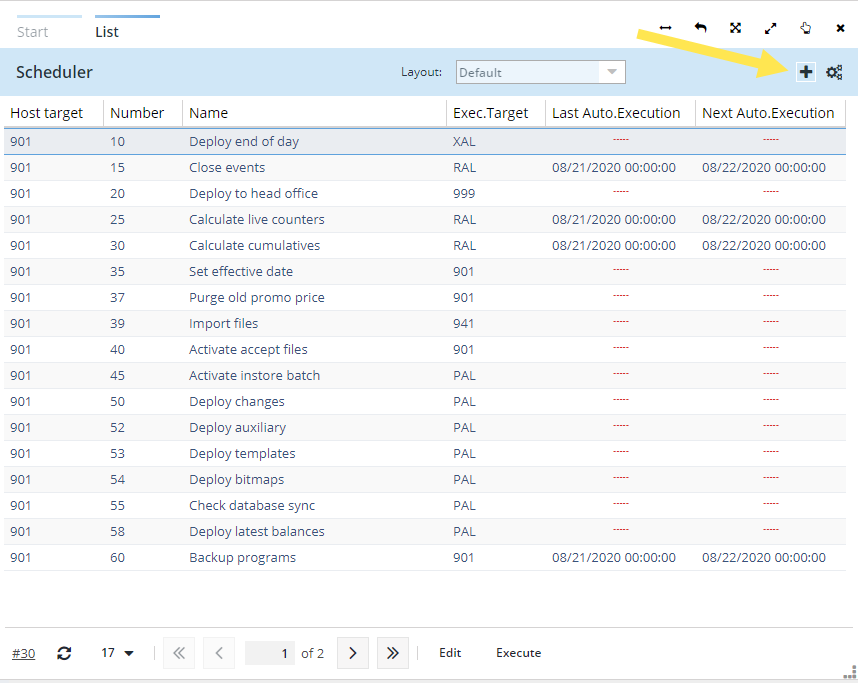 Start List
Scheduler Layout: Default
Host target Number Name Exec.Target Last Auto.Execution Next Auto.Execution
901 10 Deploy end of day XAL ----- -----
901 15 Close events RAL 08/21/2020 00:00:00 08/22/2020 00:00:00
901 20 Deploy to head office 999 ----- -----
901 25 Calculate live counters RAL 08/21/2020 00:00:00 08/22/2020 00:00:00
901 30 Calculate cumulatives RAL 08/21/2020 00:00:00 08/22/2020 00:00:00
901 35 Set effective date 901 ----- -----
901 37 Purge old promo price 901 ----- -----
901 39 Import files 941 ----- -----
901 40 Activate accept files 901 ----- -----
901 45 Activate instore batch PAL ----- -----
901 50 Deploy changes PAL ----- -----
901 52 Deploy auxiliary PAL ----- -----
901 53 Deploy templates PAL ----- -----
901 54 Deploy bitmaps PAL ----- -----
901 55 Check database sync PAL ----- -----
901 58 Deploy latest balances PAL ----- -----
901 60 Backup programs 901 08/21/2020 00:00:00 08/22/2020 00:00:00
#30 17 1 of 2 Edit Execute